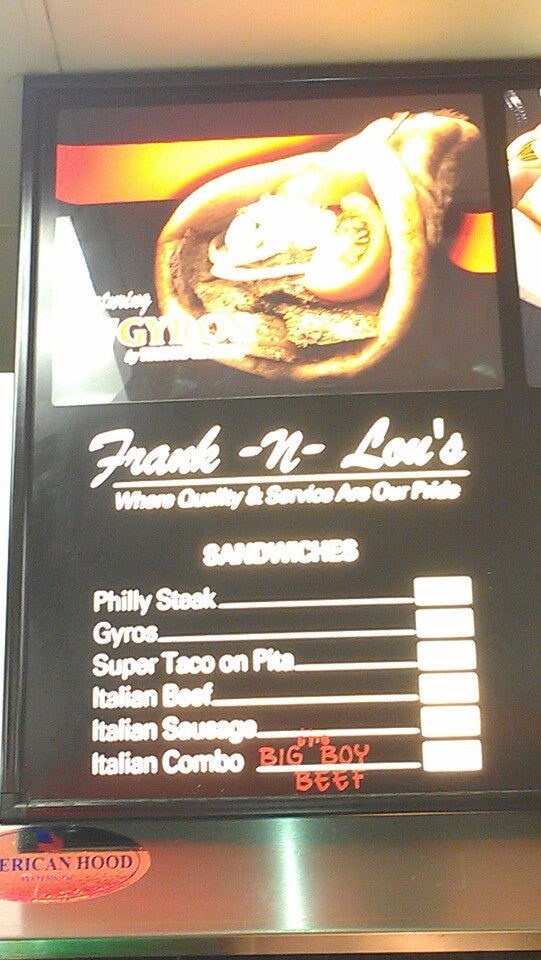 GYROS
Frank -N- Lou's
Where Quality & Service Are Our Pride
SANDWICHES
Philly Steak
Gyros
Super Taco on Pita
Italian Beef
Italian Sausage
Italian Combo BIG BOY
BEEF
ERICAN HOOD